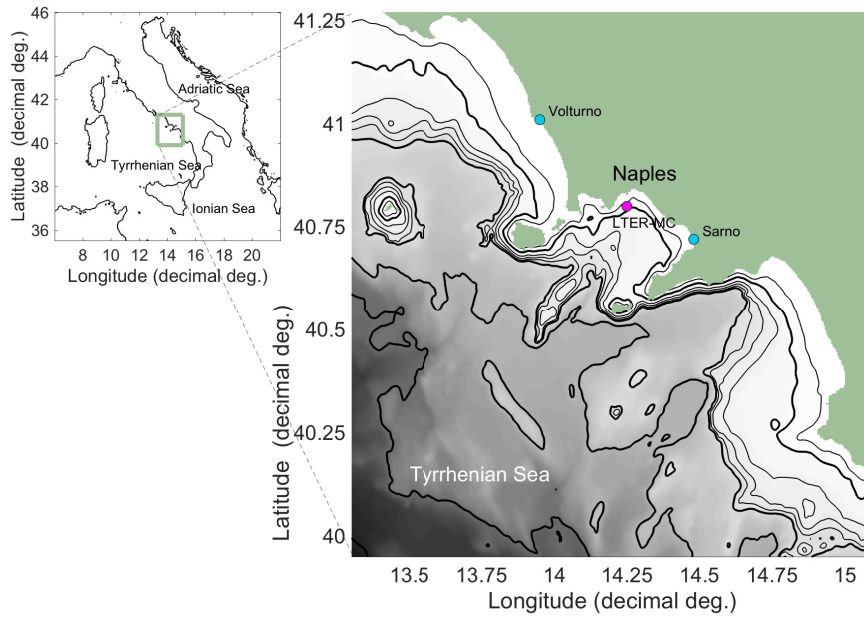 46
44
42
40
38
36
Latitude (decimal deg.)
Adriatic Sea
Tyrrhenian Sea
Ionian Sea
8 10 12 14 16 18 20
Longitude (decimal deg.)
41.25
41
40.75
40.5
40.25
40
Latitude (decimal deg.)
Volturno
Naples
LTER-MC
Sarno
Tyrrhenian Sea
13.5 13.75 14 14.25 14.5 14.75 15
Longitude (decimal deg.)